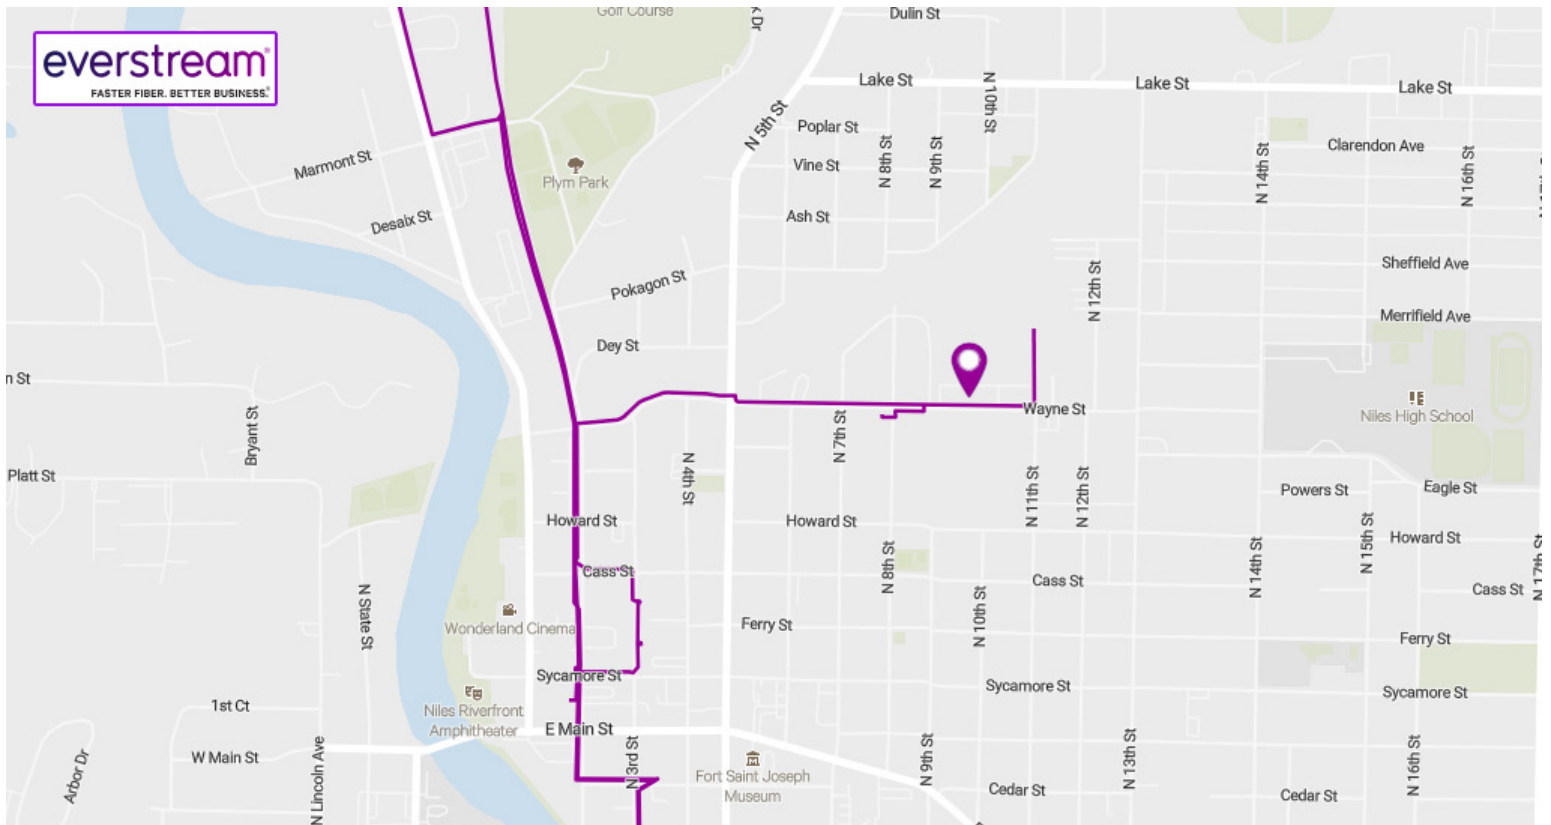 everstream®
FASTER FIBER. BETTER BUSINESS.
Golf Course
Dulin St
Lake St
Lake St
Lake St
N 5th St
N 10th St
Poplar St
Vine St
N 8th St
N 9th St
Ash St
Marmont St
Desaix St
Plym Park
Clarendon Ave
N 14th St
N 16th St
Sheffield Ave
Pokagon St
N 12th St
Merrifield Ave
Dey St
n St
Bryant St
Wayne St
Niles High School
N 7th St
Platt St
N 4th St
N 11th St
N 12th St
Powers St
Eagle St
Howard St
Howard St
Howard St
N 15th St
N 8th St
N 14th St
N 17th St
Cass St
Cass St
Cass St
N State St
N 10th St
Wonderland Cinema
Ferry St
Ferry St
Sycamore St
Sycamore St
Sycamore St
Niles Riverfront
Amphitheater
1st Ct
E Main St
W Main St
Arbor Dr
N Lincoln Ave
N 3rd St
Fort Saint Joseph
Museum
N 9th St
N 13th St
N 16th St
Cedar St
Cedar St